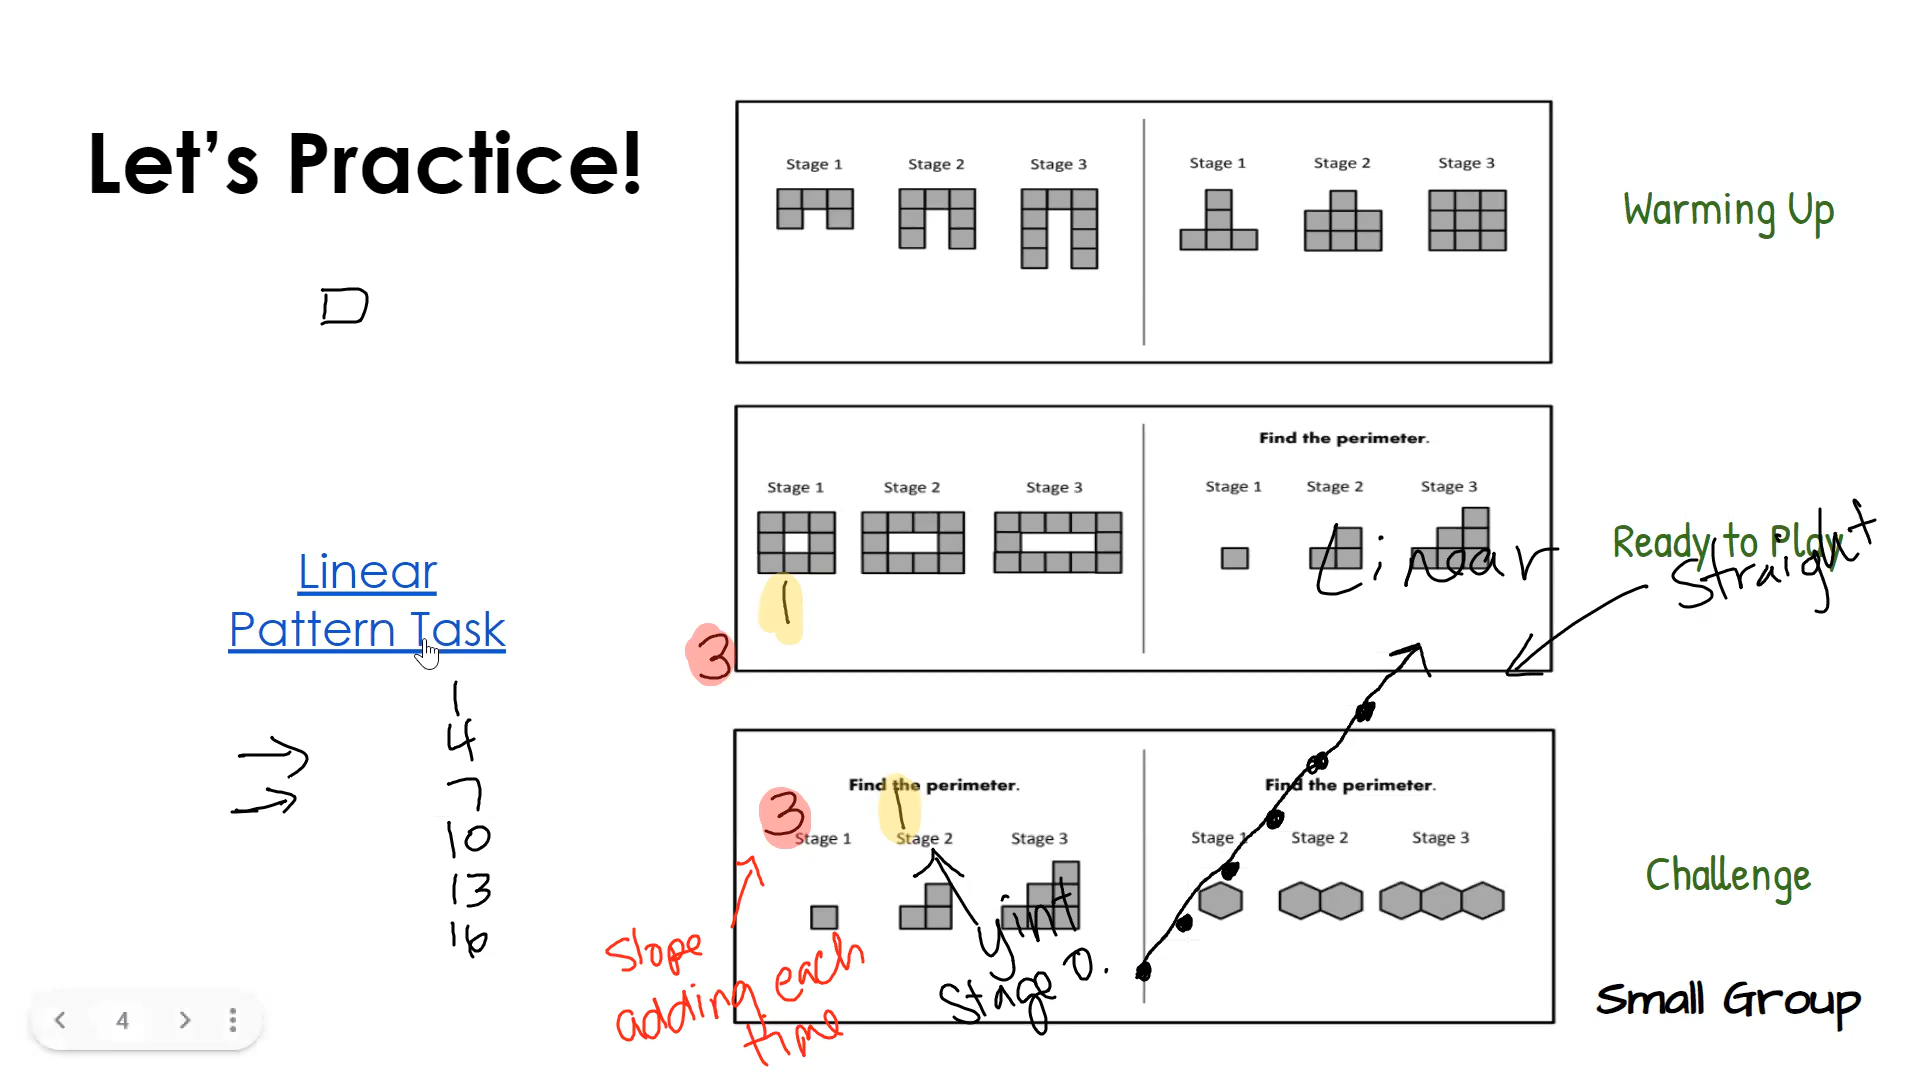 Let's Practice!
Stage 1 Stage 2 Stage 3
Stage 1 Stage 2 Stage 3
Warming Up
Linear
Pattern Task
1
4
7
10
13
16
Stage 1 Stage 2 Stage 3
1
3
Find the perimeter.
Stage 1 Stage 2 Stage 3
Linear
Ready to Play
Straight
Find the perimeter.
3 1
Stage 1 Stage 2 Stage 3
slope
adding each
time
yint
Stage 0.
Find the perimeter.
Stage 1 Stage 2 Stage 3
Challenge
Small Group
4